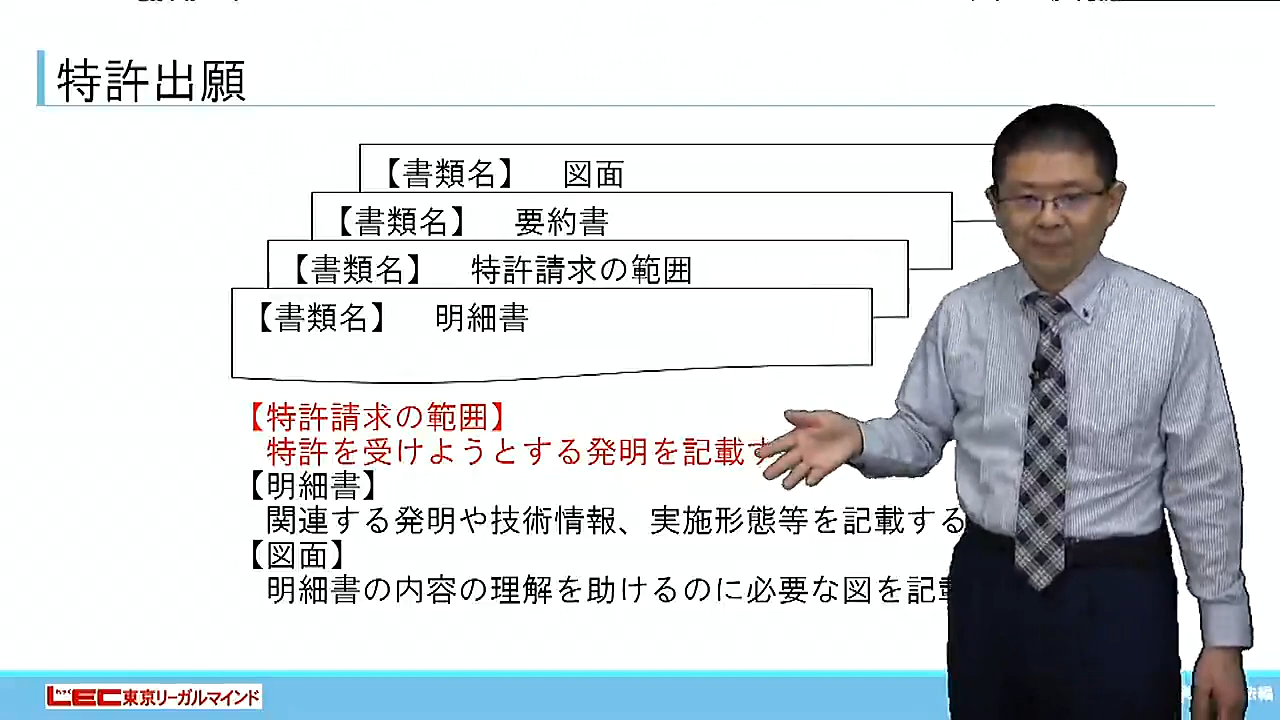 特許出願
【書類名】 図面
【書類名】 要約書
【書類名】 特許請求の範囲
【書類名】 明細書
【特許請求の範囲】
特許を受けようとする発明を記載す
【明細書】
関連する発明や技術情報、実施形態等を記載する
【図面】
明細書の内容の理解を助けるのに必要な図を記載
LEC東京リーガルマインド